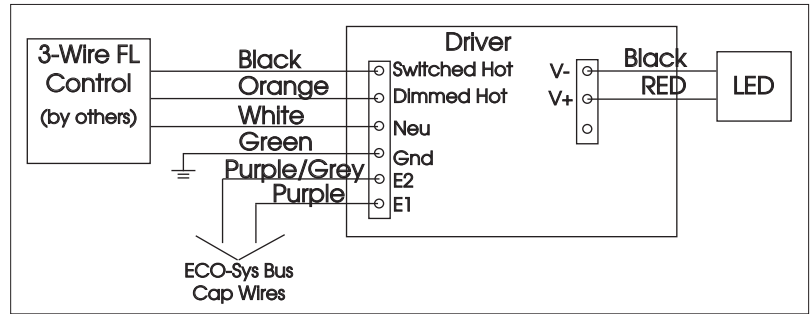 3-Wire FL
Control
(by others)
Black
Orange
White
Green
Purple/Grey
Purple
ECO-Sys Bus
Cap Wires
Driver
Switched Hot
Dimmed Hot
Neu
Gnd
E2
E1
V-
V+
Black
RED
LED